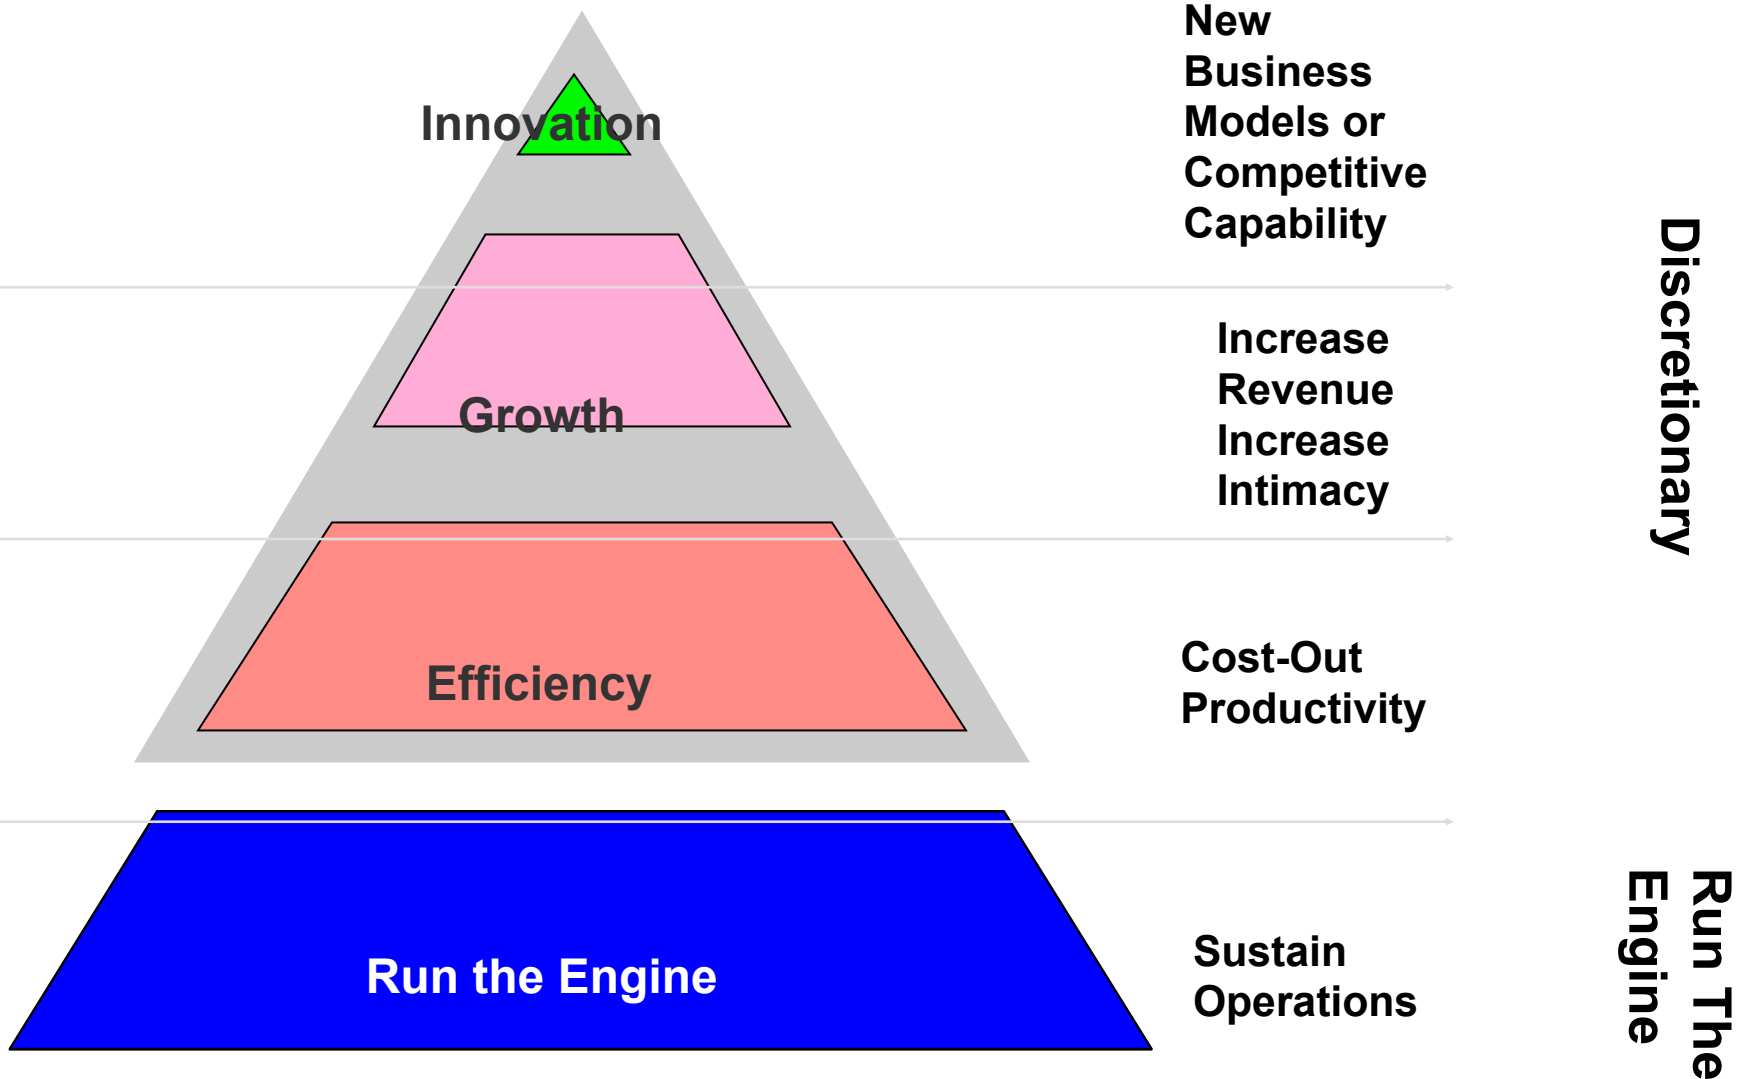 New
Business
Models or
Competitive
Capability
Innovation
Increase
Revenue
Increase
Intimacy
Growth
Discretionary
Cost-Out
Productivity
Efficiency
Sustain
Operations
Run the Engine
Run The
Engine